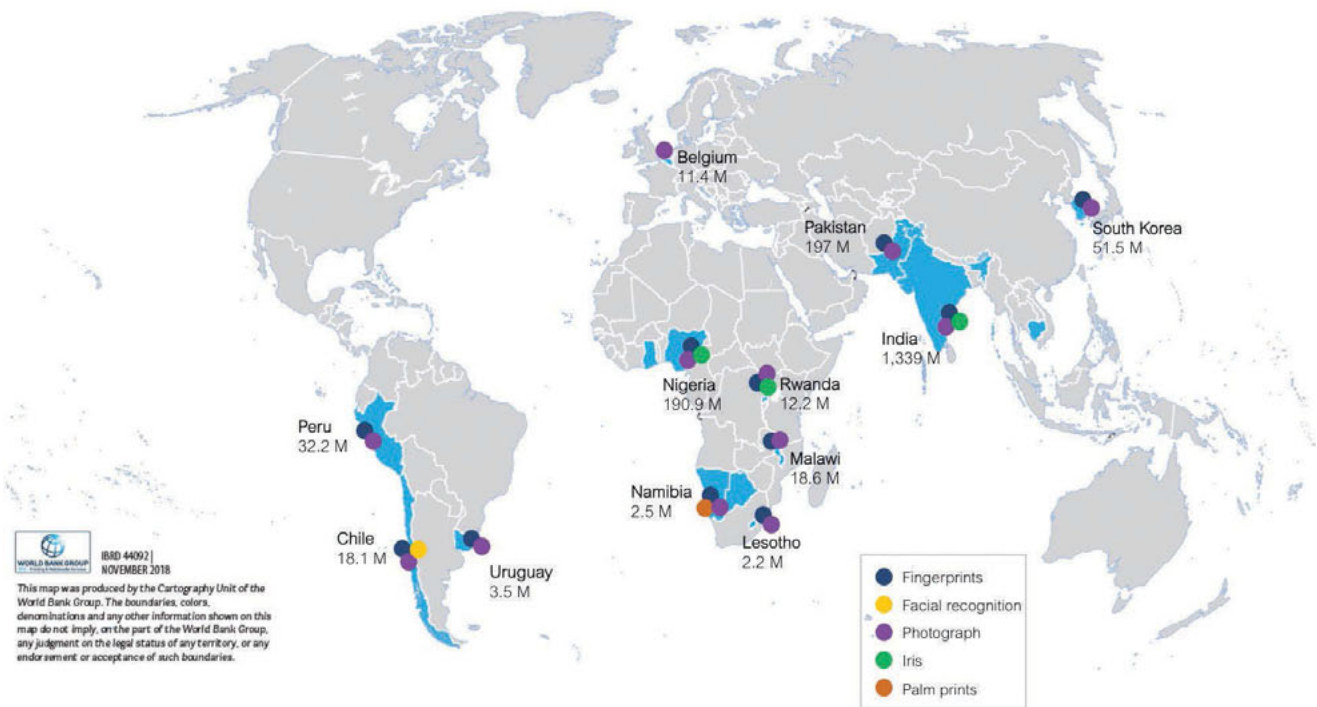 Belgium
11.4 M
Pakistan
197 M
South Korea
51.5 M
India
1,339 M
Nigeria
190.9 M
Rwanda
12.2 M
Peru
32.2 M
Malawi
18.6 M
Namibia
2.5 M
Lesotho
2.2 M
Chile
18.1 M
Uruguay
3.5 M
WORLD BANK GROUP
IBRD 44092 |
NOVEMBER 2018
This map was produced by the Cartography Unit of the
World Bank Group. The boundaries, colors,
denominations and any other information shown on this
map do not imply, on the part of the World Bank Group,
any judgment on the legal status of any territory, or any
endorsement or acceptance of such boundaries.
Fingerprints
Facial recognition
Photograph
Iris
Palm prints